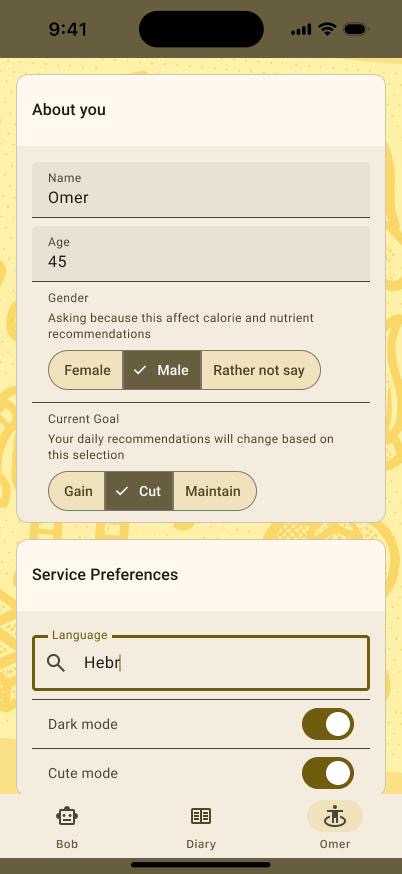 9:41
About you
Name
Omer
Age
45
Gender
Asking because this affect calorie and nutrient
recommendations
Female
Male
Rather not say
Current Goal
Your daily recommendations will change based on
this selection
Gain
Cut
Maintain
Service Preferences
Language
Hebr
Dark mode
Cute mode
Bob
Diary
Omer